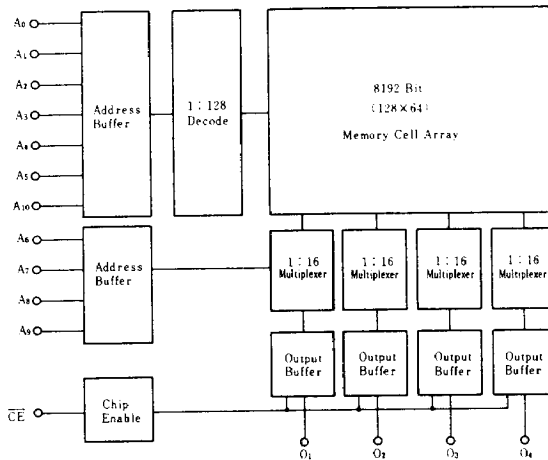 A0
A1
A2
A3
A4
A5
A10
Address
Buffer
1:128
Decode
8192 Bit
(128×64)
Memory Cell Array
A6
A7
A8
A9
Address
Buffer
1:16
Multiplexer
1:16
Multiplexer
1:16
Multiplexer
1:16
Multiplexer
Output
Buffer
Output
Buffer
Output
Buffer
Output
Buffer
CE
Chip
Enable
O1
O2
O3
O4